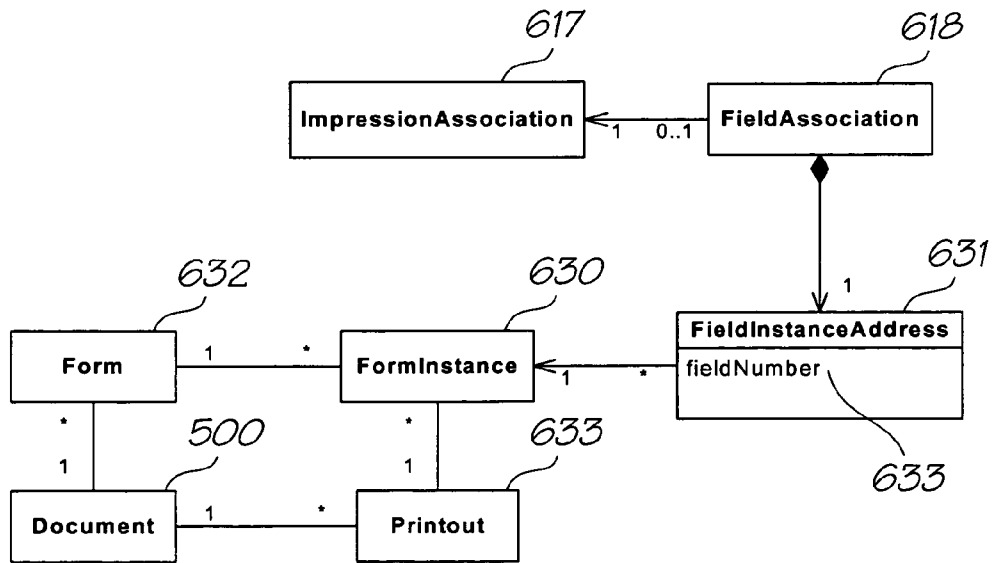 617
618
ImpressionAssociation
1
0..1
FieldAssociation
632
630
1
631
Form
1
*
FormInstance
1
*
FieldInstanceAddress
fieldNumber
*
1
500
*
1
633
633
Document
1
*
Printout